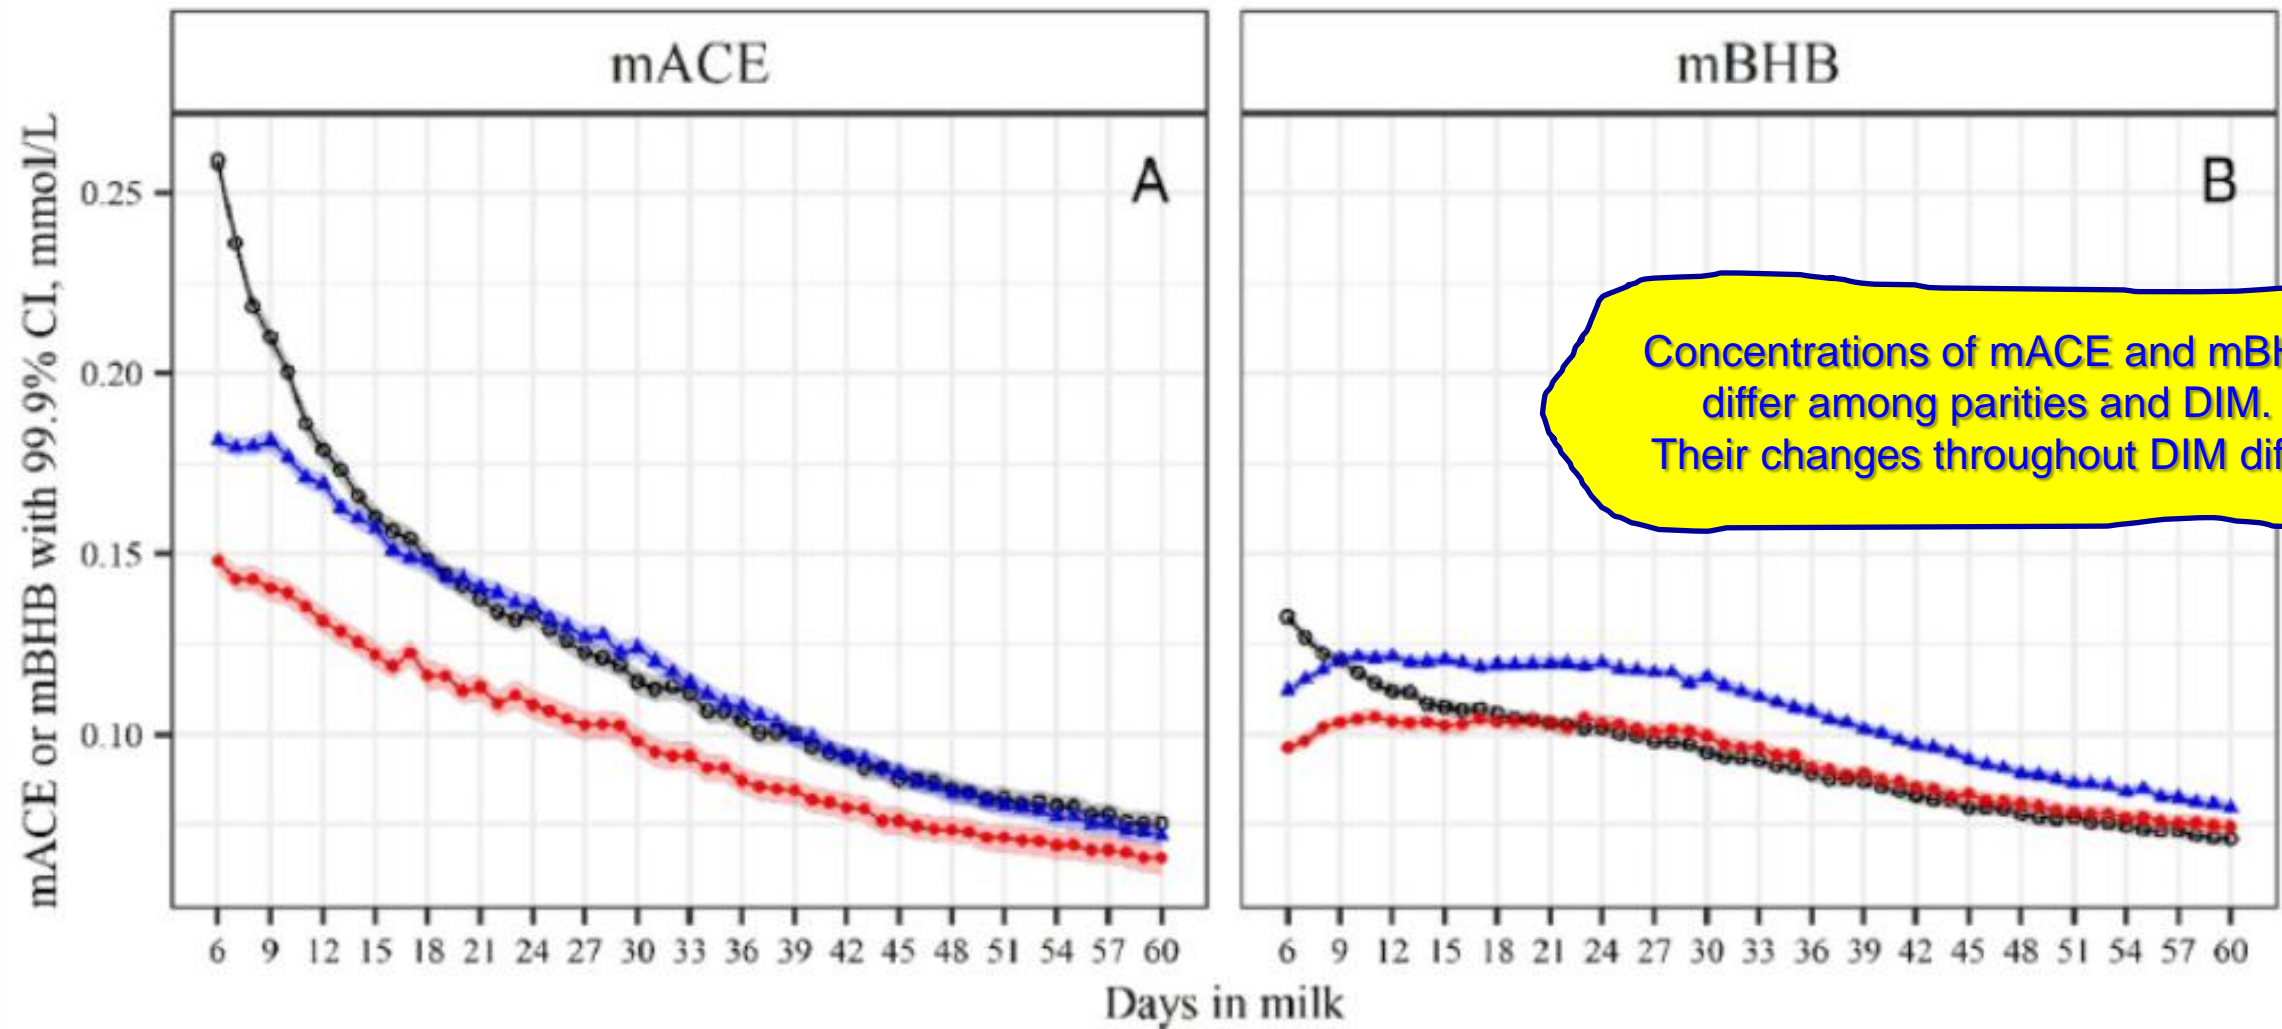 mACE
mBHB
mACE or mBHB with 99.9% CI, mmol/L
0.25
0.20
0.15
0.10
A
B
Concentrations of mACE and
differ among parities and DIM.
Their changes throughout DIM
6 9 12 15 18 21 24 27 30 33 36 39 42 45 48 51 54 57 60
6 9 12 15 18 21 24 27 30 33 36 39 42 45 48 51 54 57 60
Days in milk